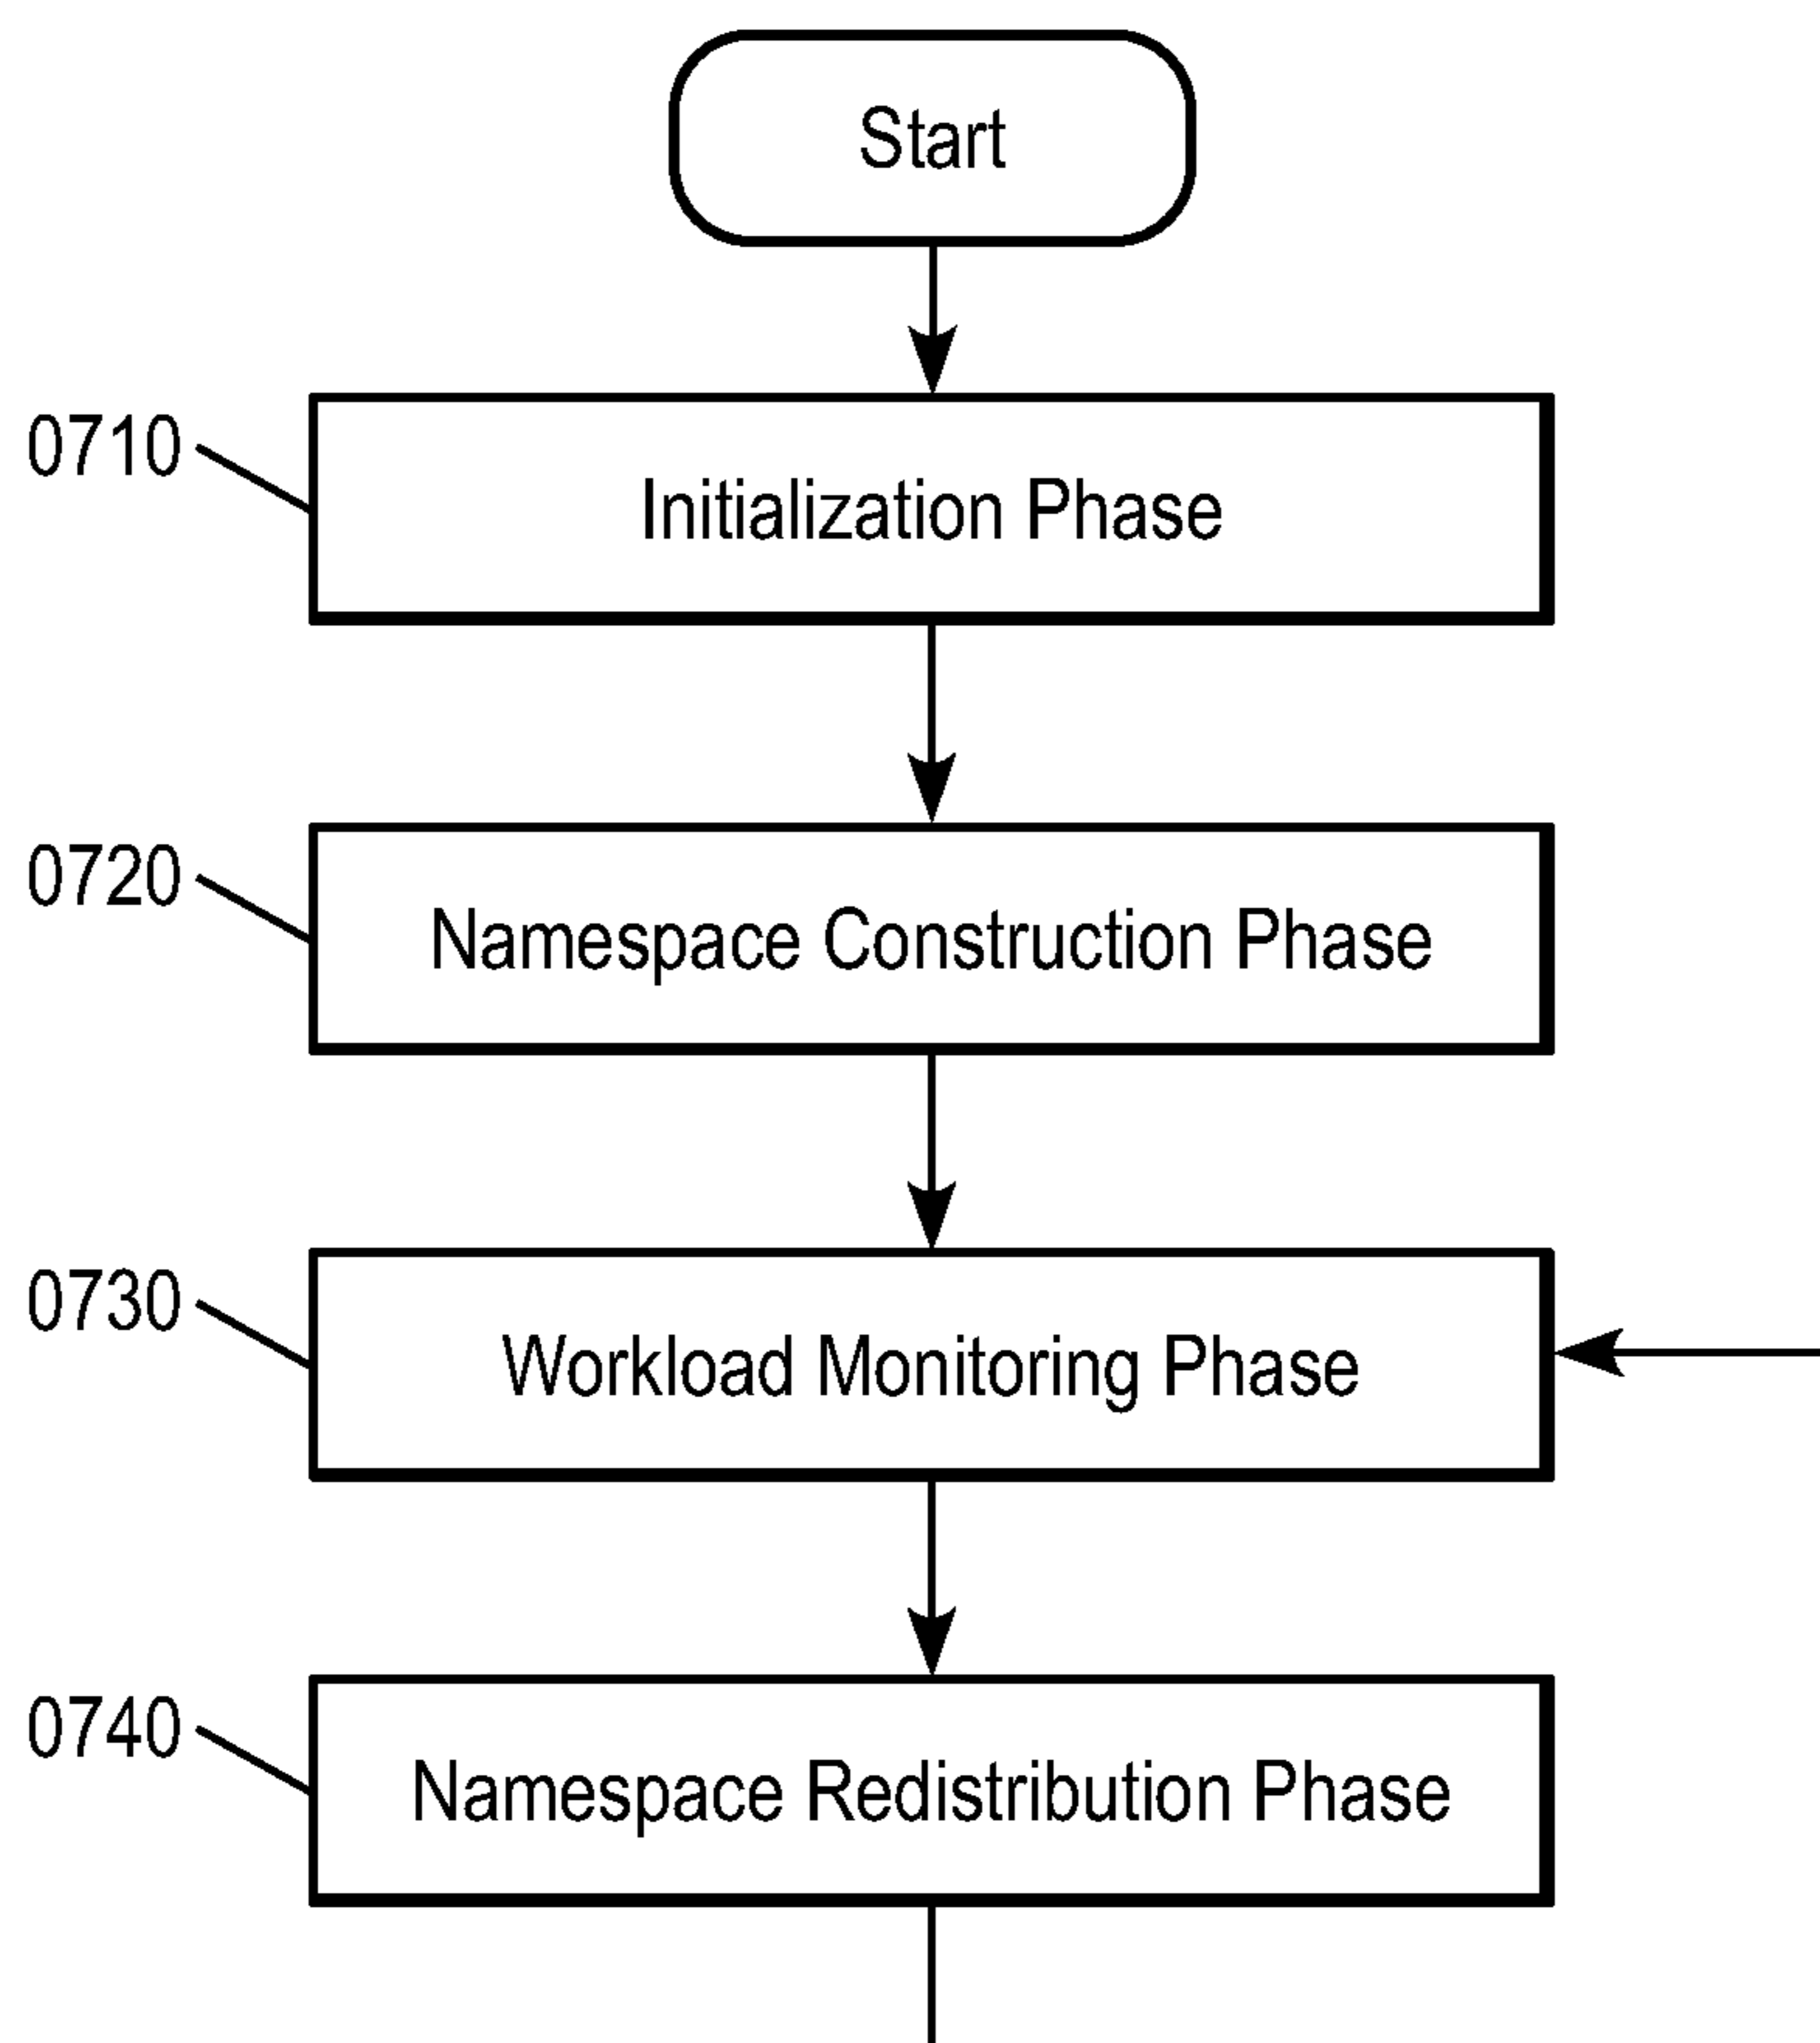 Start
0710
Initialization Phase
0720
Namespace Construction Phase
0730
Workload Monitoring Phase
0740
Namespace Redistribution Phase